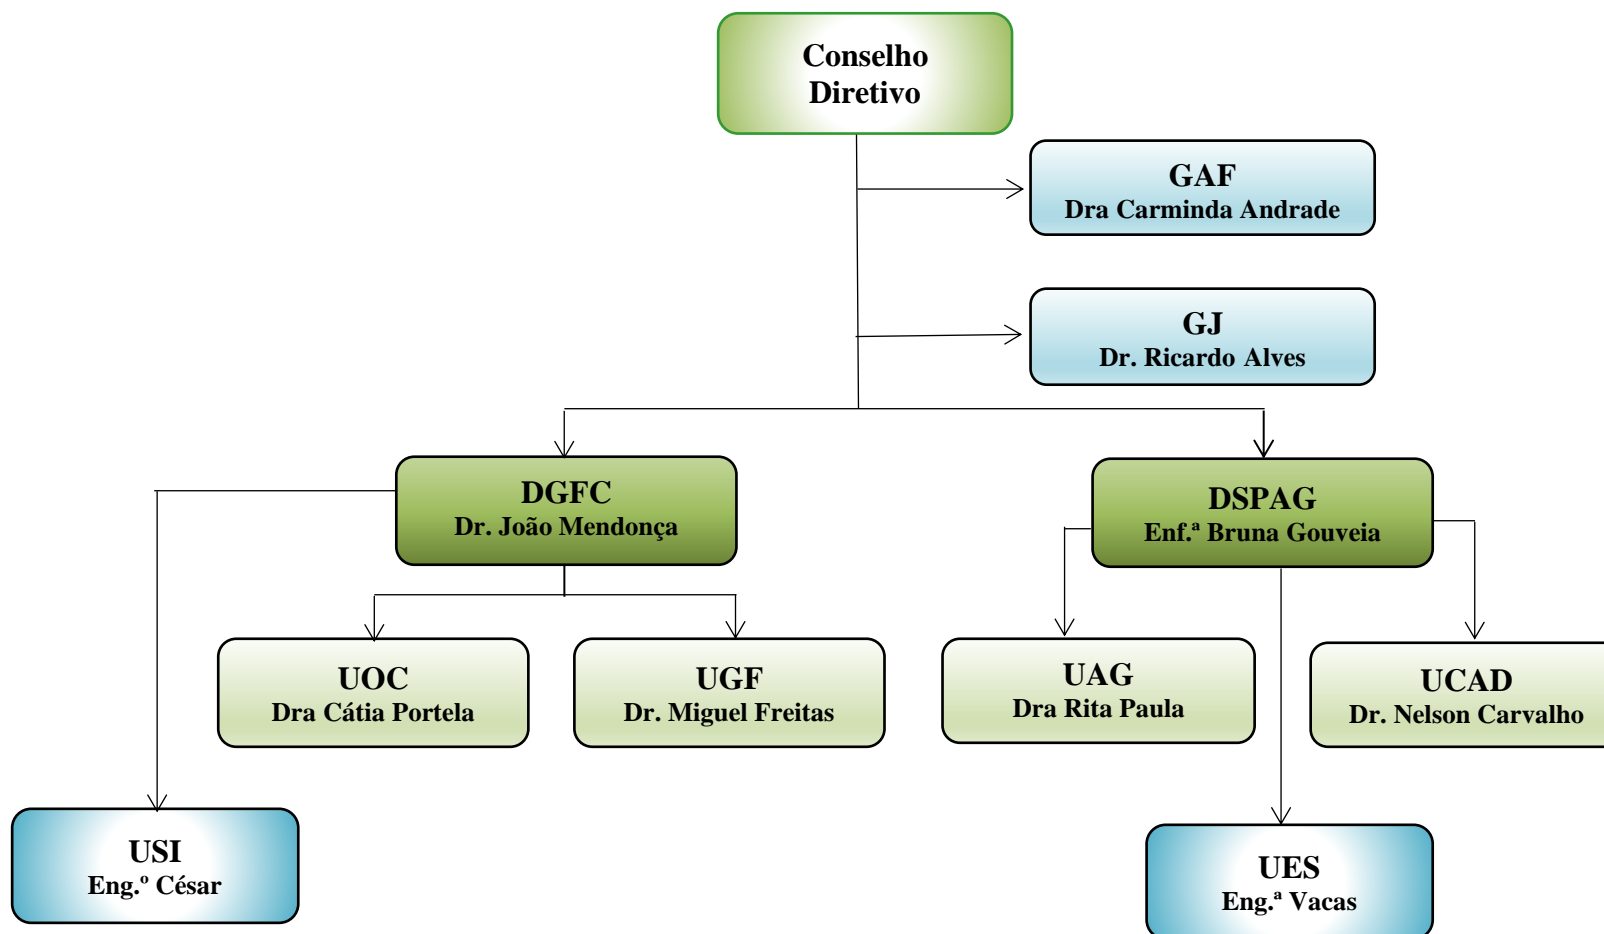 Conselho
Diretivo
GAF
Dra Carminda Andrade
GJ
Dr. Ricardo Alves
DGFC
Dr. João Mendonça
DSPAG
Enf.ª Bruna Gouveia
UOC
Dra Cátia Portela
UGF
Dr. Miguel Freitas
UAG
Dra Rita Paula
UCAD
Dr. Nelson Carvalho
USI
Eng.º César
UES
Eng.ª Vacas